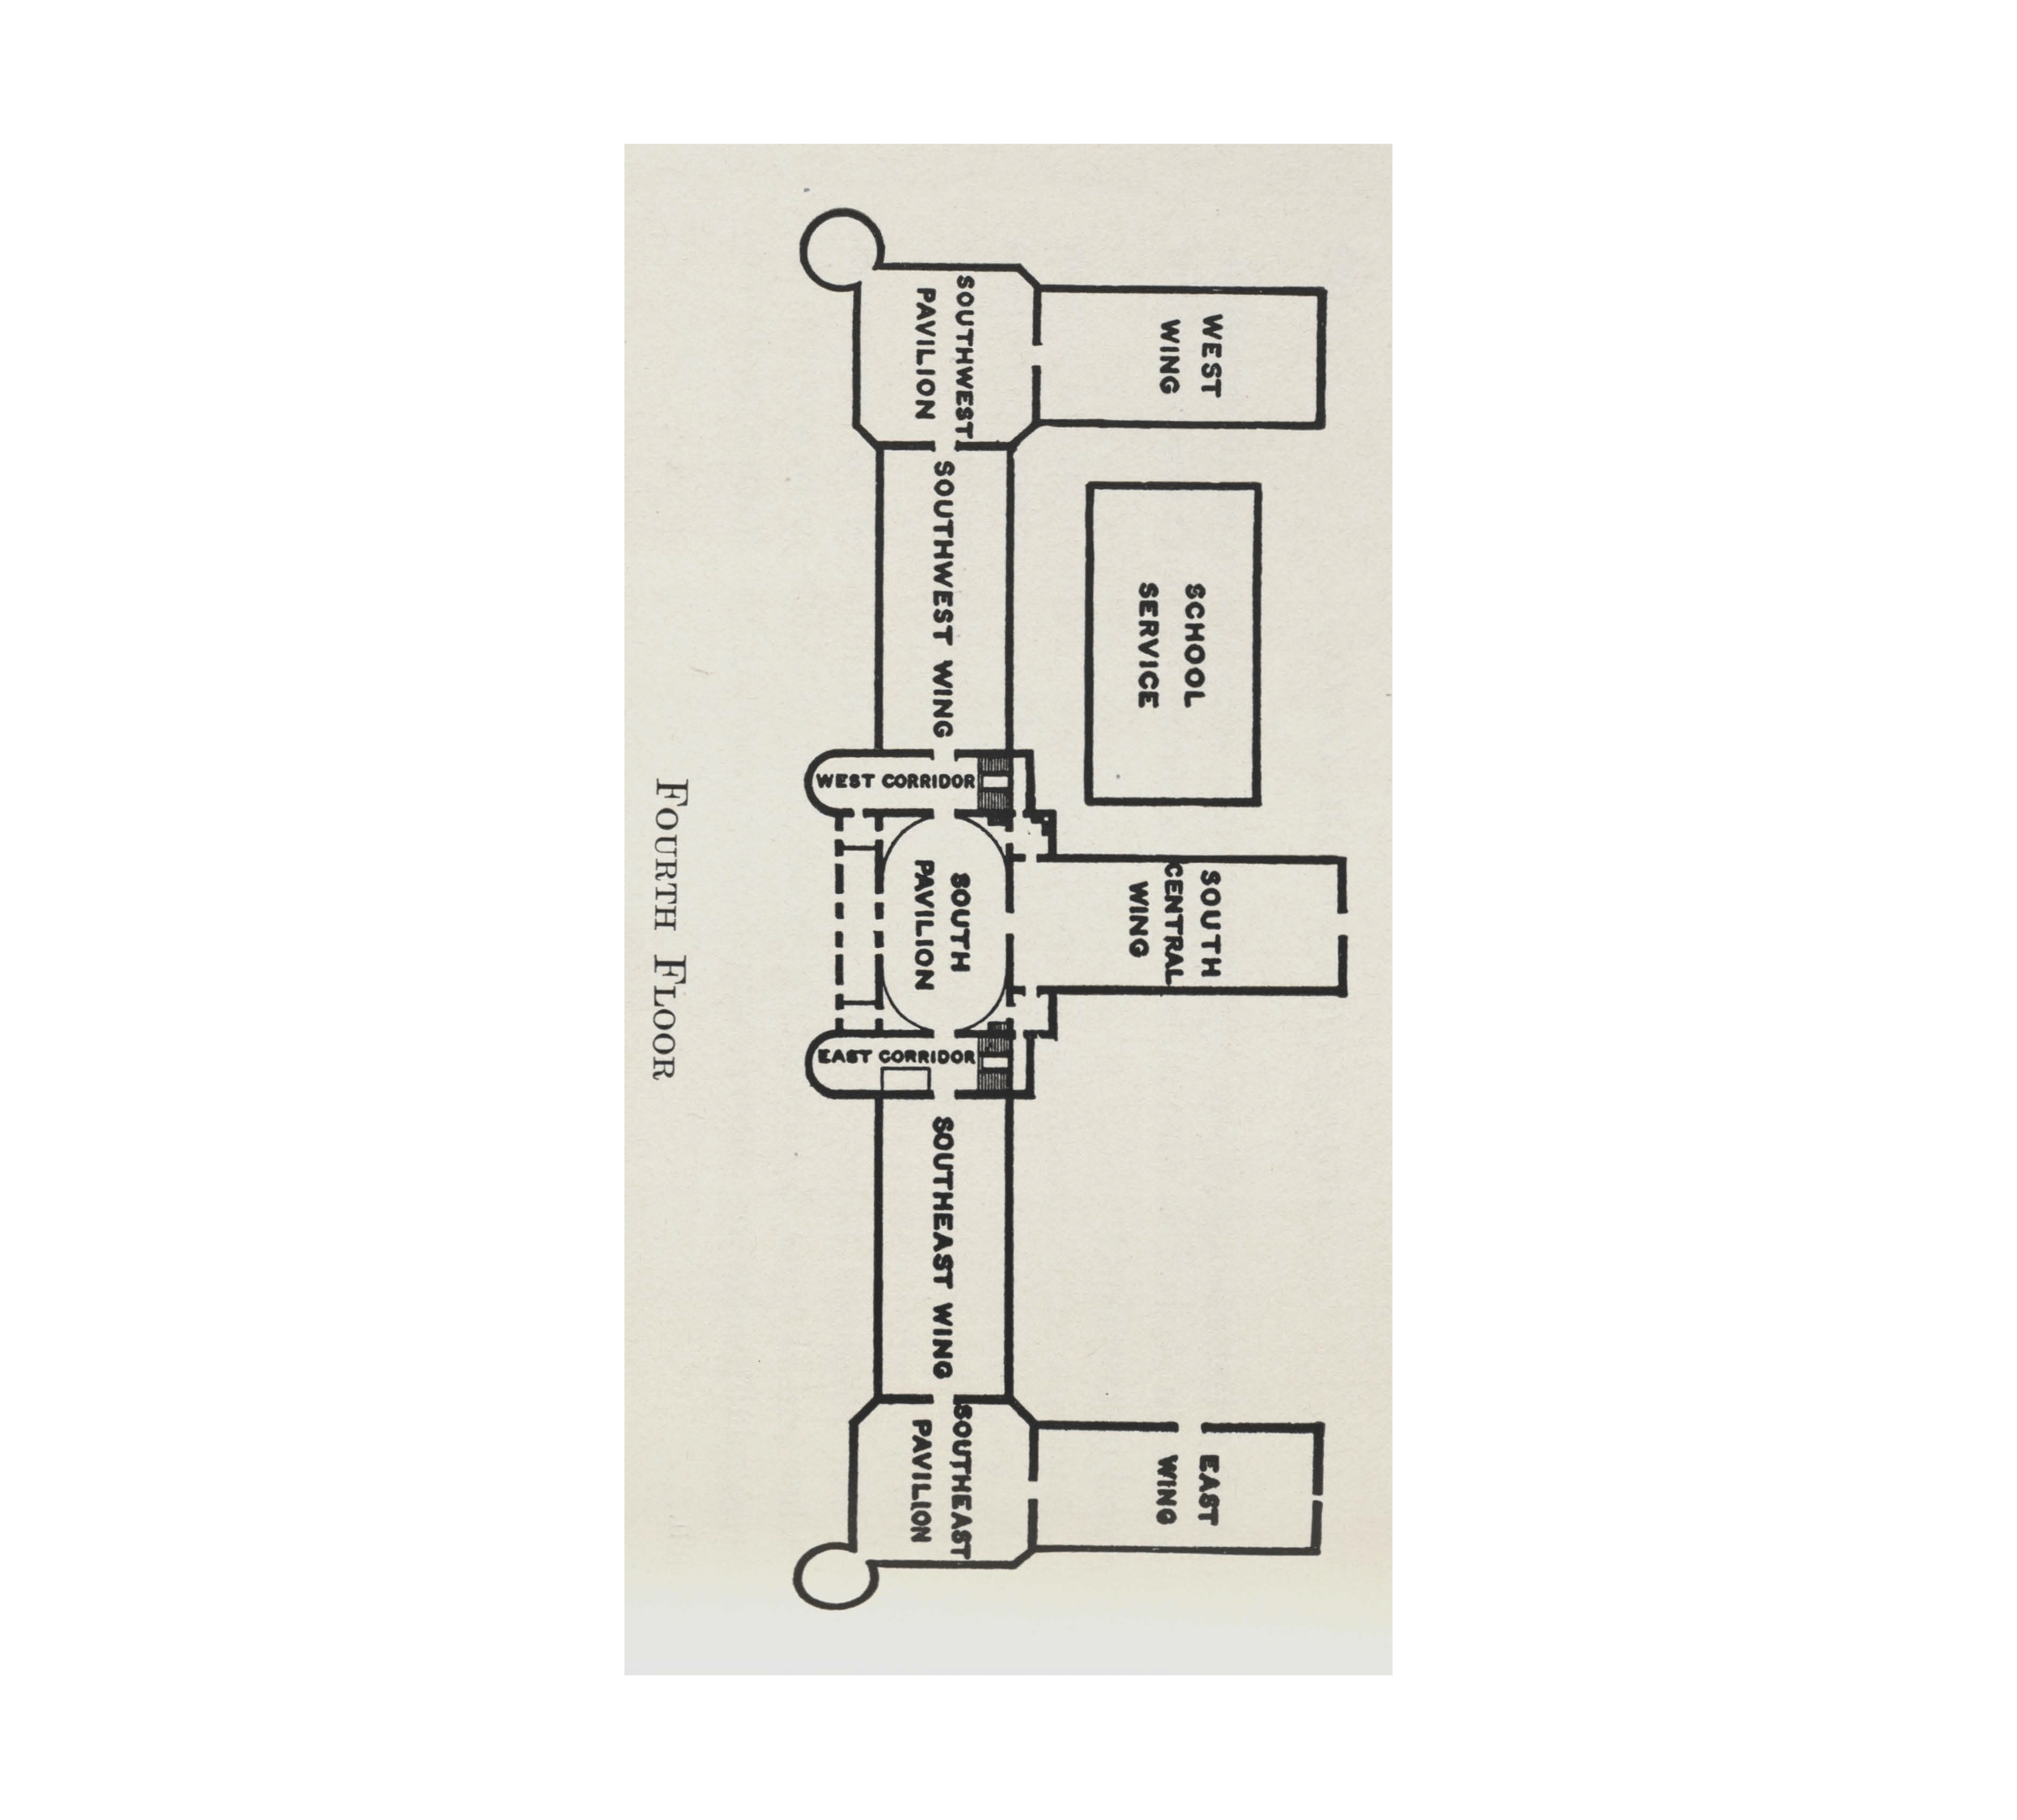 WEST
WING
SCHOOL
SERVICE
SOUTH
CENTRAL
WING
EAST
WING
SOUTHWEST
PAVILION
SOUTHWEST WING
WEST CORRIDOR
SOUTH
PAVILION
EAST CORRIDOR
SOUTHEAST WING
SOUTHEAST
PAVILION
FOURTH FLOOR